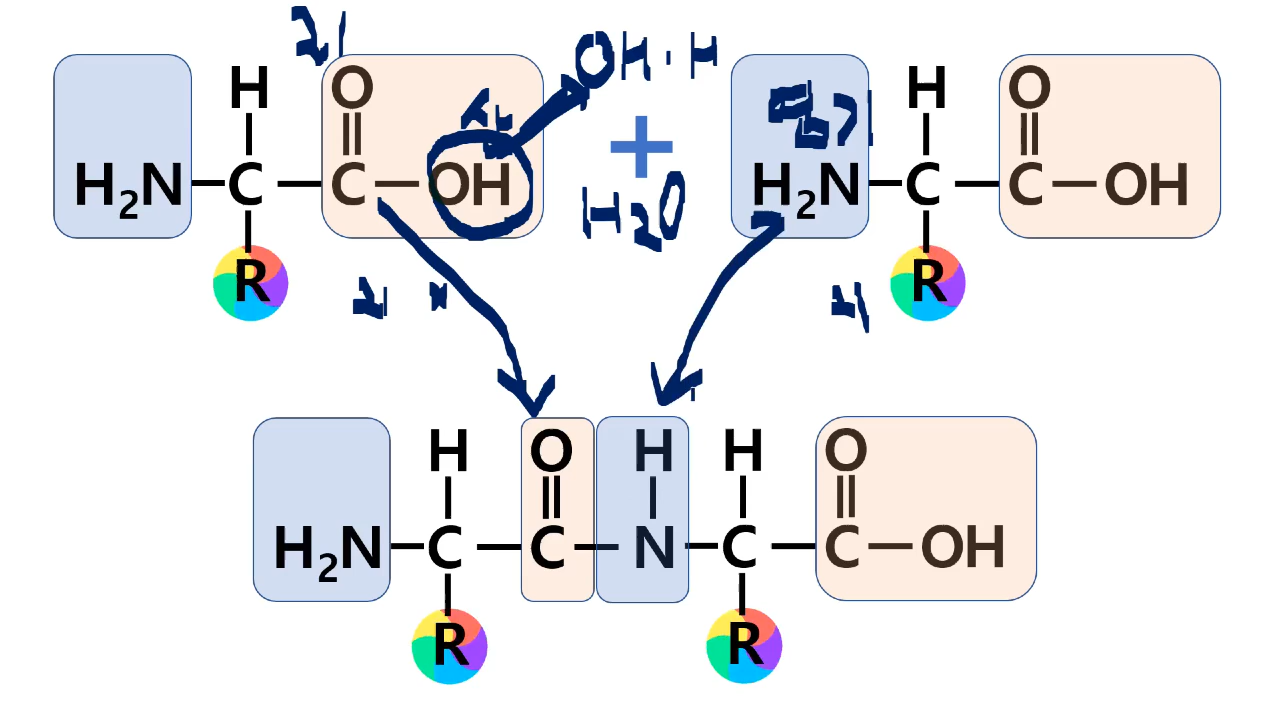 OH · H
H O O
H₂N C C OH
+
H₂O
H O
H₂N C C OH
R
R
H O H H O
H₂N C C N C C OH
R R